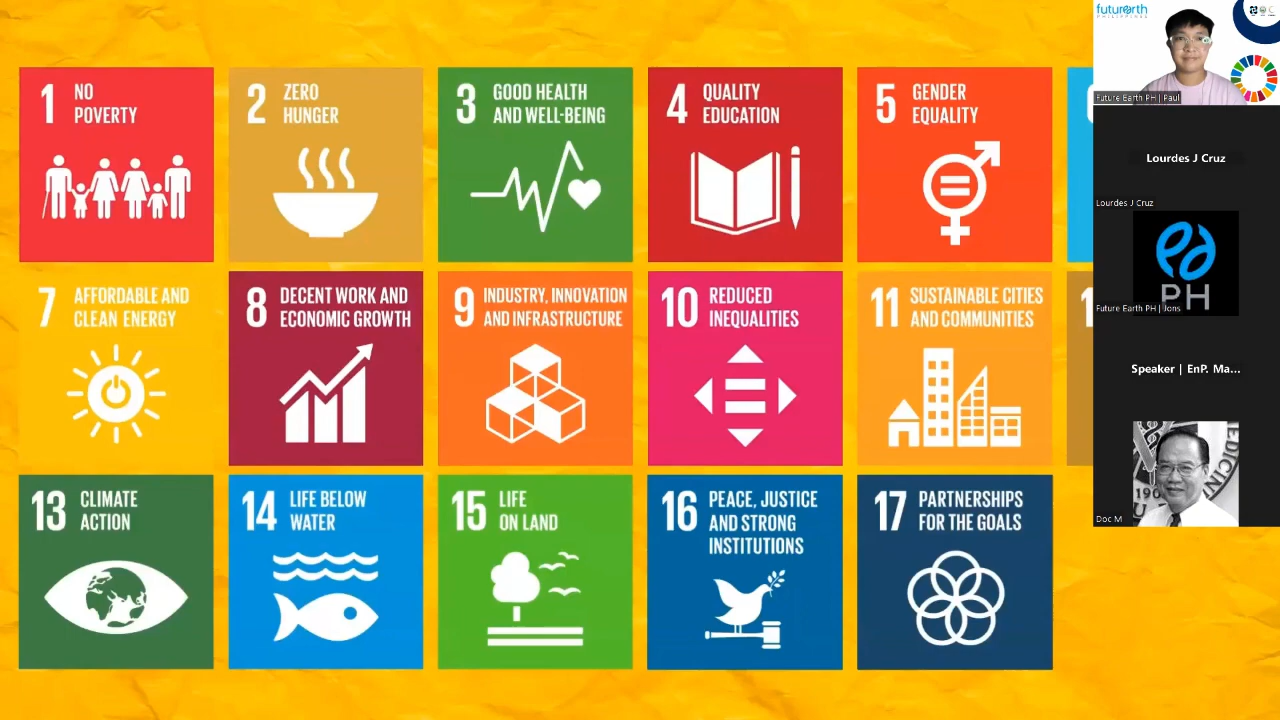 1 NO
POVERTY
2 ZERO
HUNGER
3 GOOD HEALTH
AND WELL-BEING
4 QUALITY
EDUCATION
5 GENDER
EQUALITY
7 AFFORDABLE AND
CLEAN ENERGY
8 DECENT WORK AND
ECONOMIC GROWTH
9 INDUSTRY, INNOVATION
AND INFRASTRUCTURE
10 REDUCED
INEQUALITIES
11 SUSTAINABLE CITIES
AND COMMUNITIES
1
13 CLIMATE
ACTION
14 LIFE BELOW
WATER
15 LIFE
ON LAND
16 PEACE, JUSTICE
AND STRONG
INSTITUTIONS
17 PARTNERSHIPS
FOR THE GOALS
futurearth
PHILIPPINES
Future Earth PH | Paul
Lourdes J Cruz
Lourdes J Cruz
PH
Future Earth PH | Jons
Speaker | EnP. Ma...
EDICIN
190
Doc M